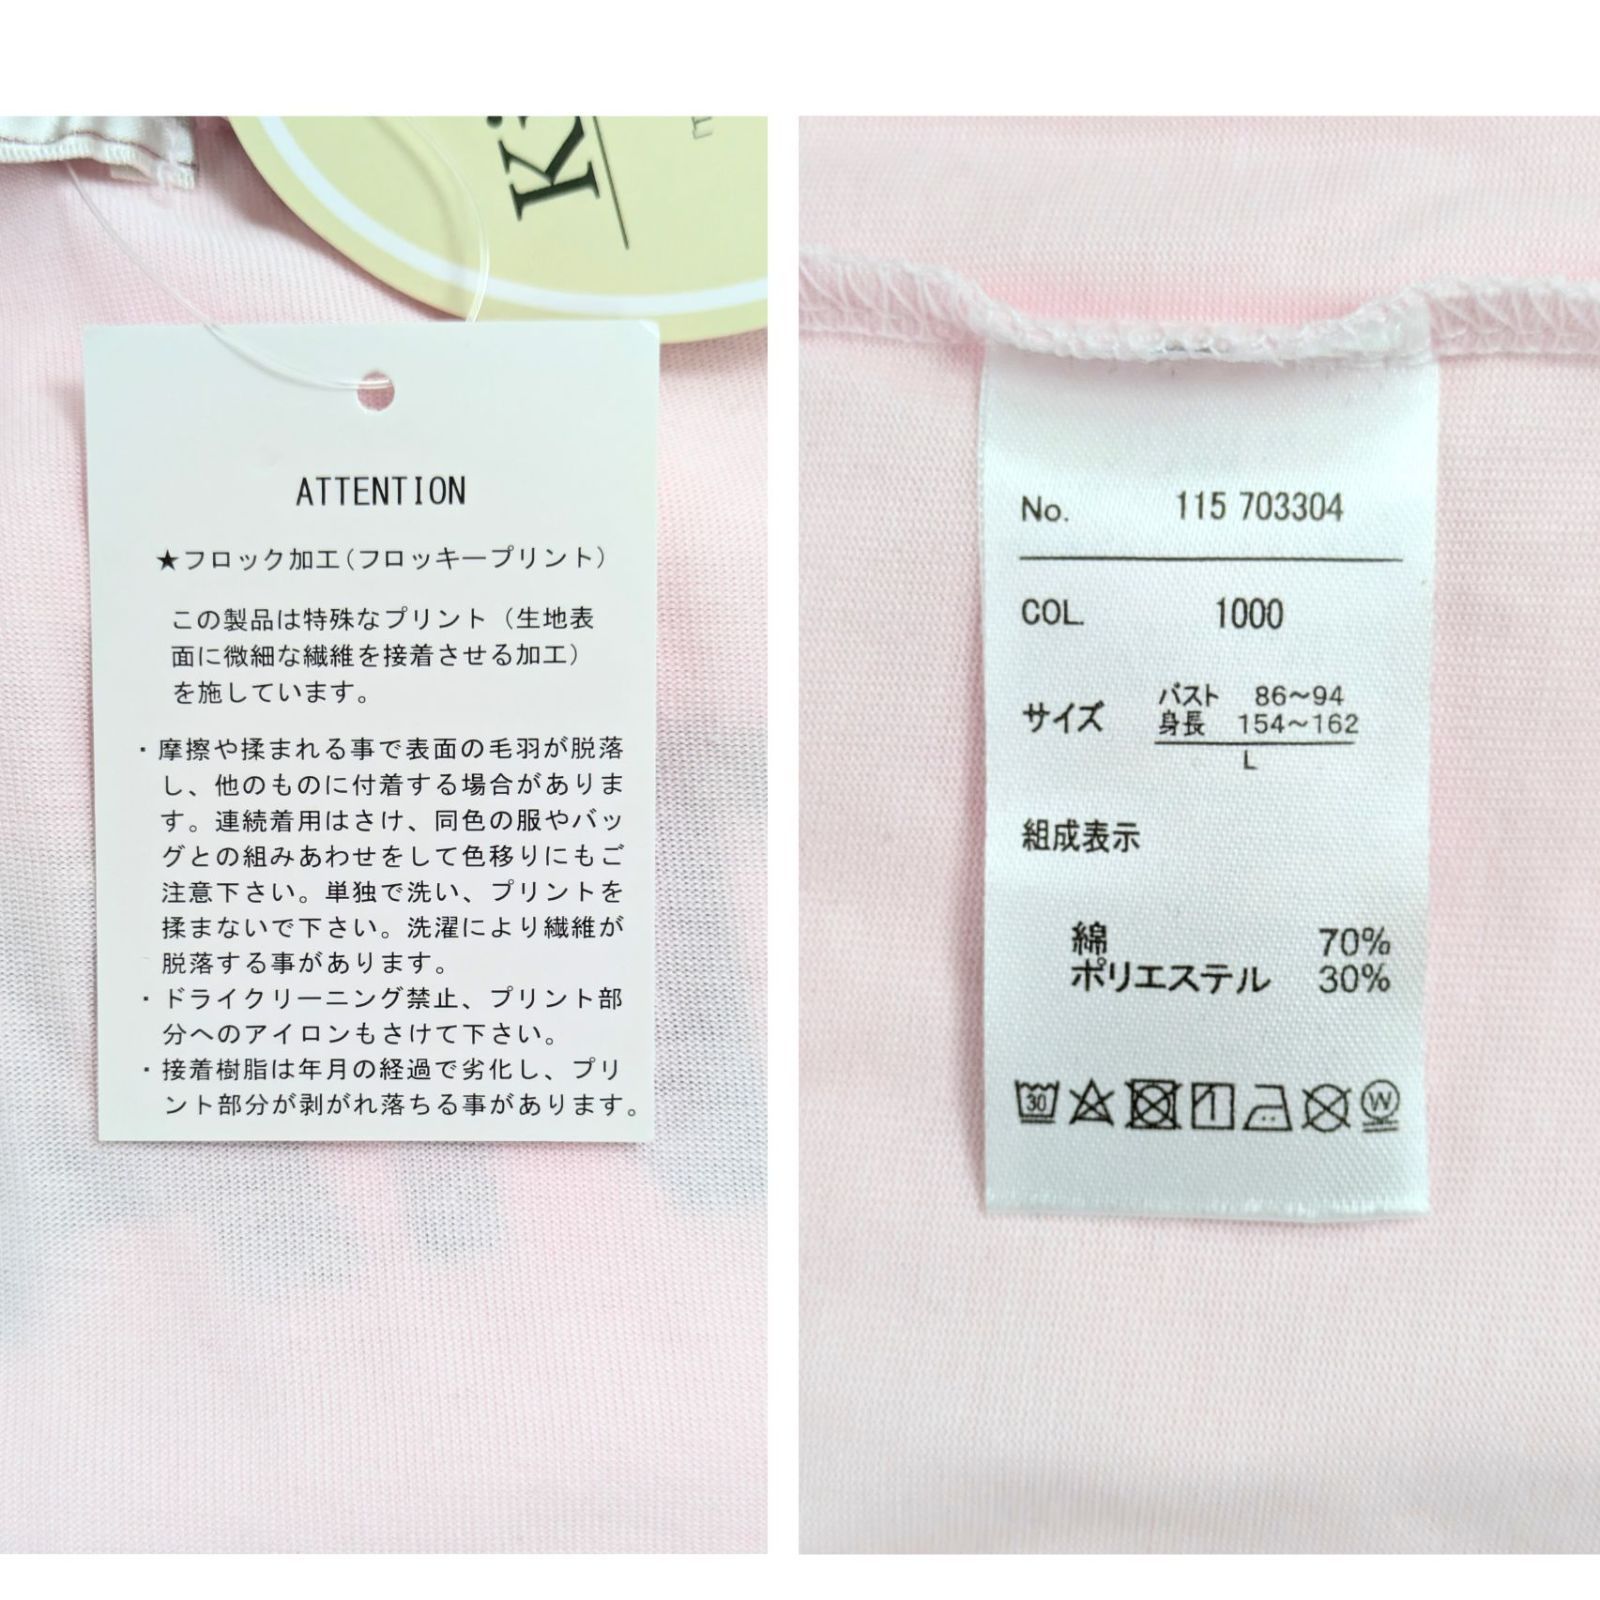 ATTENTION
★フロック加工(フロッキープリント)
この製品は特殊なプリント（生地表
面に微細な繊維を接着させる加工）
を施しています。
・摩擦や揉まれる事で表面の毛羽が脱落
し、他のものに付着する場合がありま
す。連続着用はさけ、同色の服やバッ
グとの組みあわせをして色移りにもご
注意下さい。単独で洗い、プリントを
揉まないで下さい。洗濯により繊維が
脱落する事があります。
・ドライクリーニング禁止、プリント部
分へのアイロンもさけて下さい。
・接着樹脂は年月の経過で劣化し、プリ
ント部分が剥がれ落ちる事があります。
No. 115 703304
COL. 1000
サイズ バスト 86〜94
身長 154〜162
L
組成表示
綿 70%
ポリエステル 30%
30 W